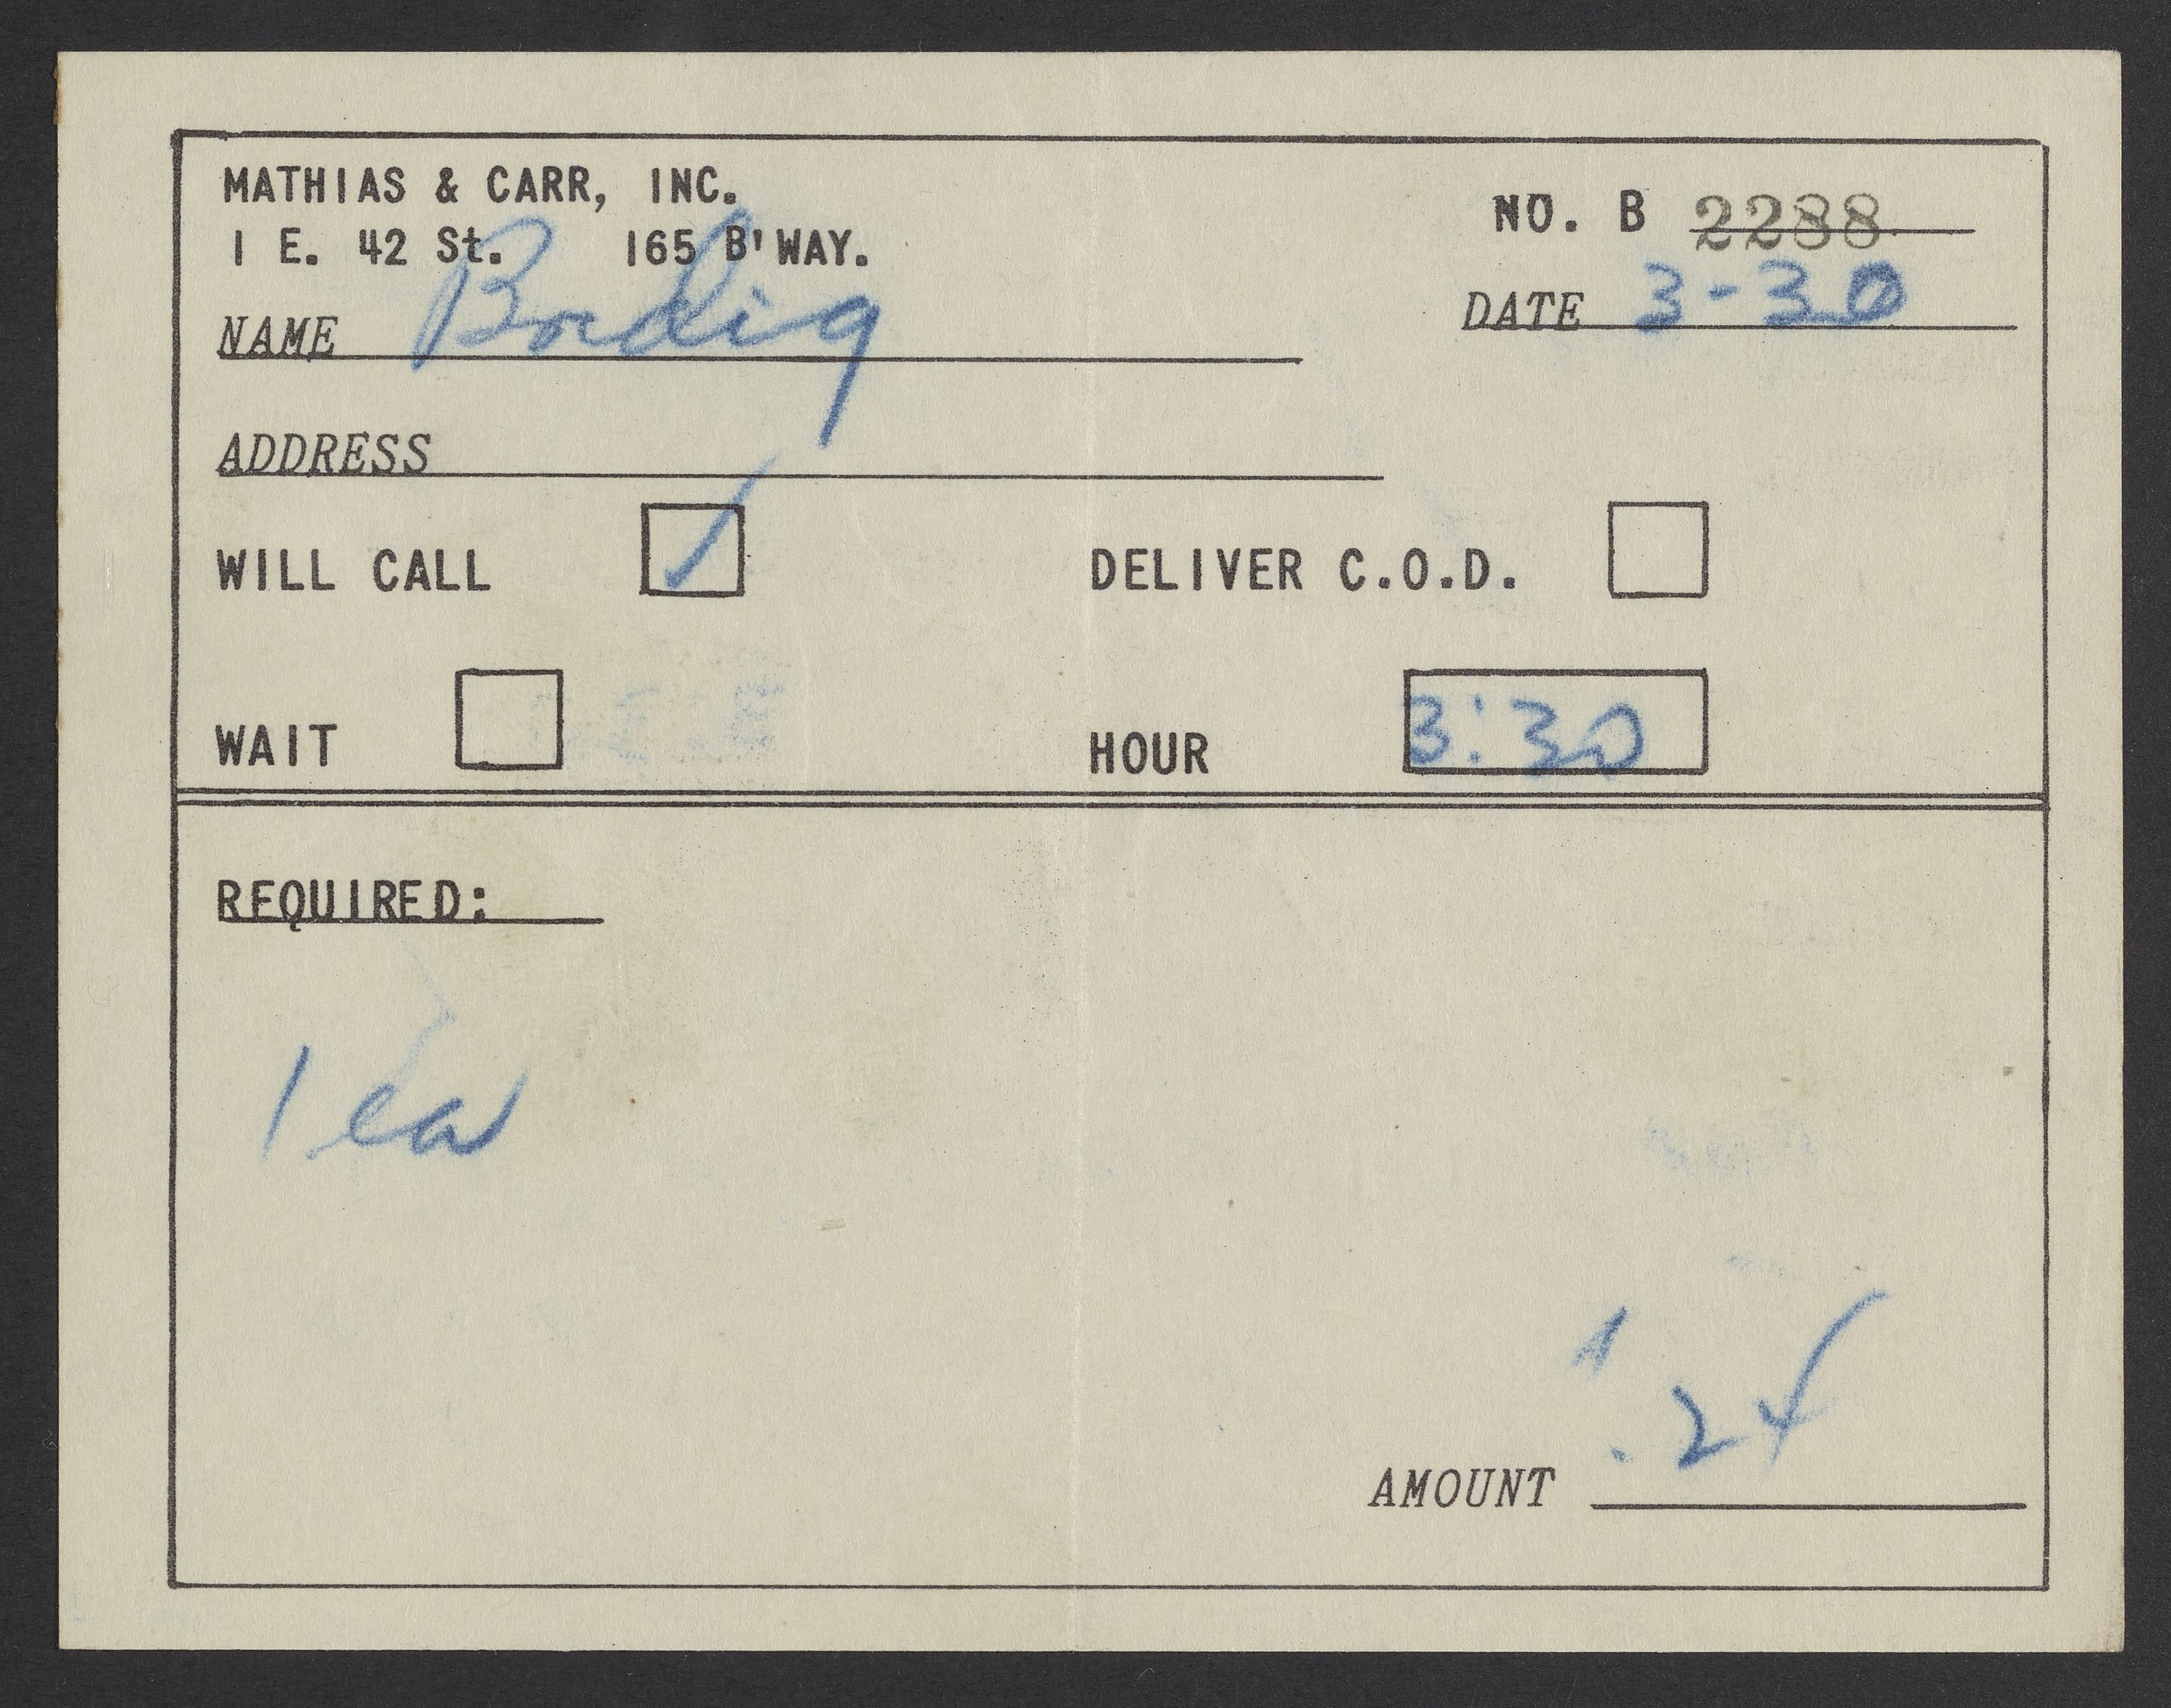 MATHIAS & CARR, INC.
1 E. 42 St. 165 B'WAY.
NO. B 2288
DATE 3-30
NAME
ADDRESS
WILL CALL ✓
DELIVER C.O.D.
WAIT
HOUR 3:30
REQUIRED:
1 ea
.24
AMOUNT